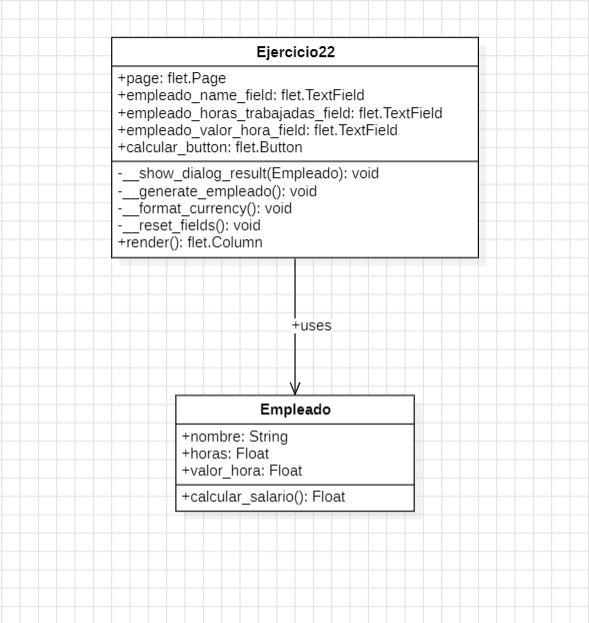 Ejercicio22
+page: flet.Page
+empleado_name_field: flet.TextField
+empleado_horas_trabajadas_field: flet.TextField
+empleado_valor_hora_field: flet.TextField
+calcular_button: flet.Button
-__show_dialog_result(Empleado): void
-__generate_empleado(): void
-__format_currency(): void
-__reset_fields(): void
+render(): flet.Column
+uses
Empleado
+nombre: String
+horas: Float
+valor_hora: Float
+calcular_salario(): Float